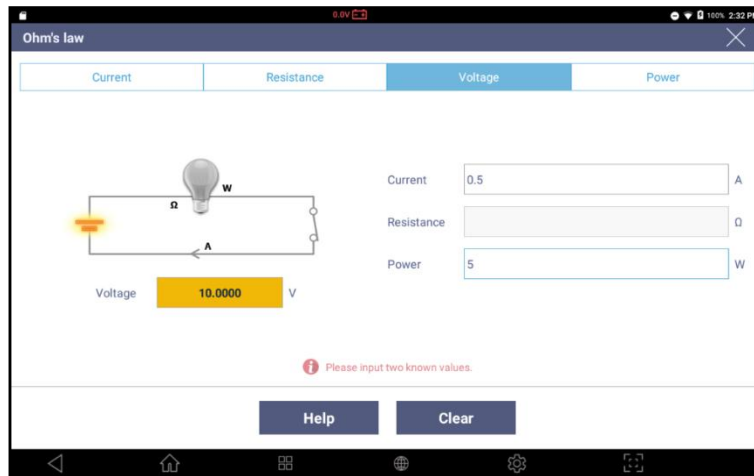 0.0V
100% 2:32 P
Ohm's law
Current Resistance Voltage Power
W
Ω
A
Voltage 10.0000 V
Current 0.5 A
Resistance Ω
Power 5 W
Please input two known values.
Help Clear